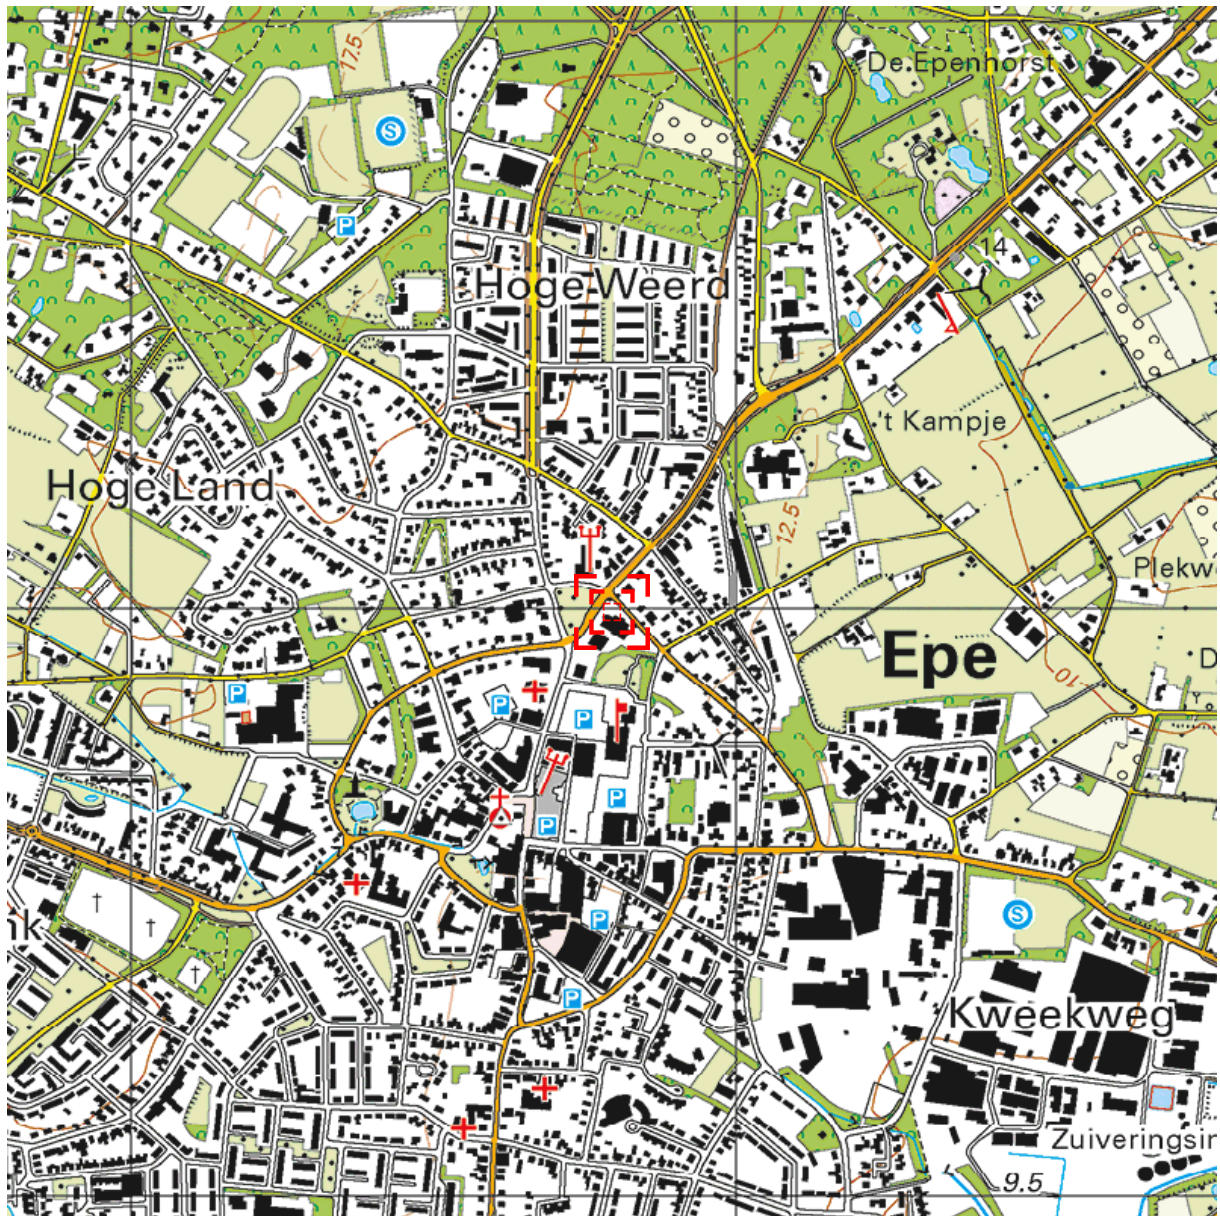 17.5
De Epenhorst
S
P
14
Hoge Weerd
't Kampje
Hoge Land
12.5
Plekw
Epe
D
10
P
P
P
P
P
S
P
nk
Kweekweg
P
Zuiveringsin
9.5